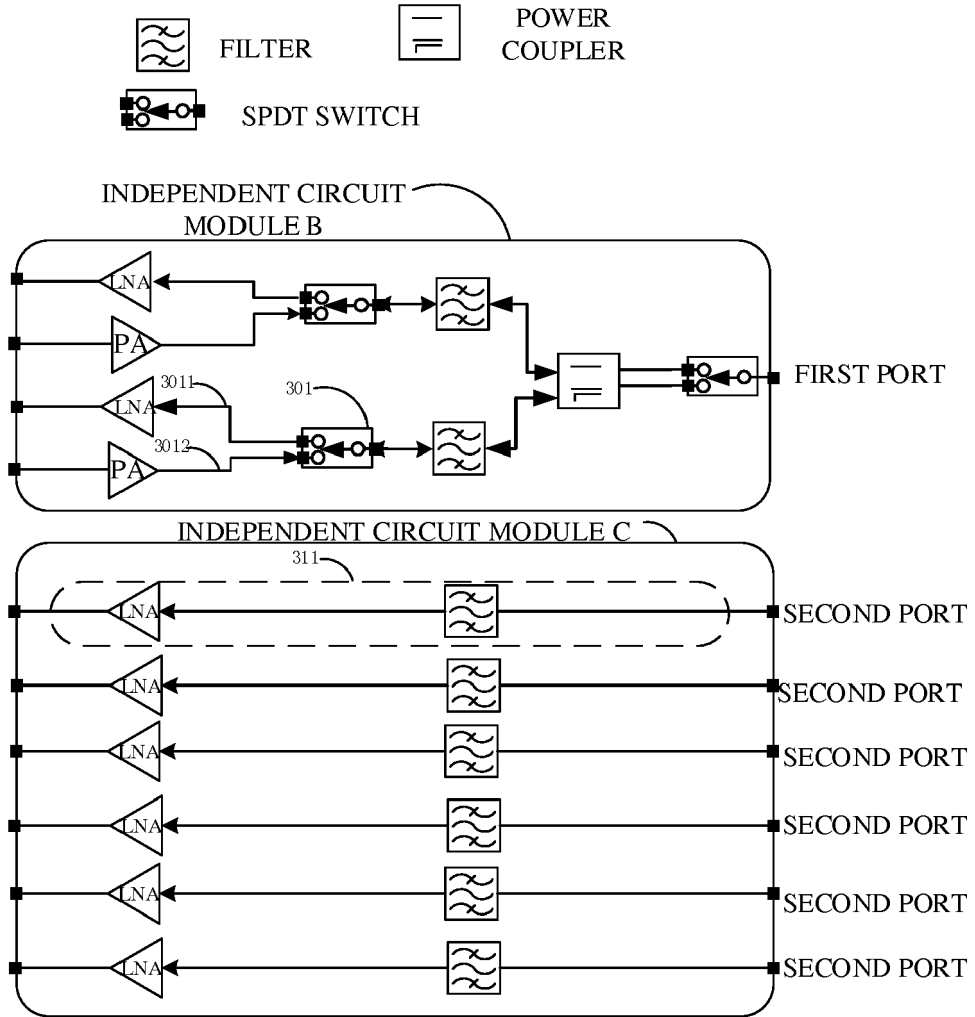 FILTER
POWER
COUPLER
SPDT SWITCH
INDEPENDENT CIRCUIT
MODULE B
LNA
PA
3011
301
LNA
3012
PA
FIRST PORT
INDEPENDENT CIRCUIT MODULE C
311
LNA
SECOND PORT
LNA
SECOND PORT
LNA
SECOND PORT
LNA
SECOND PORT
LNA
SECOND PORT
LNA
SECOND PORT